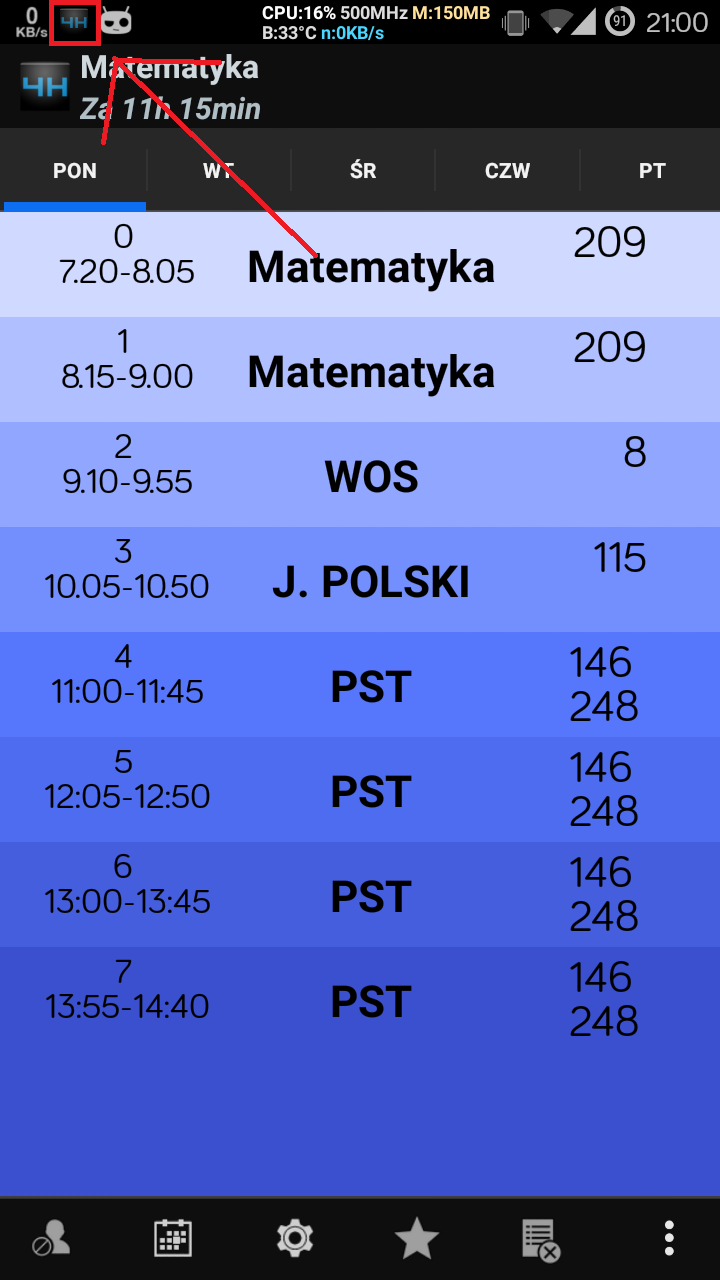 0
KB/s
4H
CPU:16% 500MHz M:150MB
B:33°C n:0KB/s
91
21:00
4H
Matematyka
Za 11h 15min
PON WT ŚR CZW PT
0
7.20-8.05
Matematyka
209
1
8.15-9.00
Matematyka
209
2
9.10-9.55
WOS
8
3
10.05-10.50
J. POLSKI
115
4
11:00-11:45
PST
146
248
5
12:05-12:50
PST
146
248
6
13:00-13:45
PST
146
248
7
13:55-14:40
PST
146
248